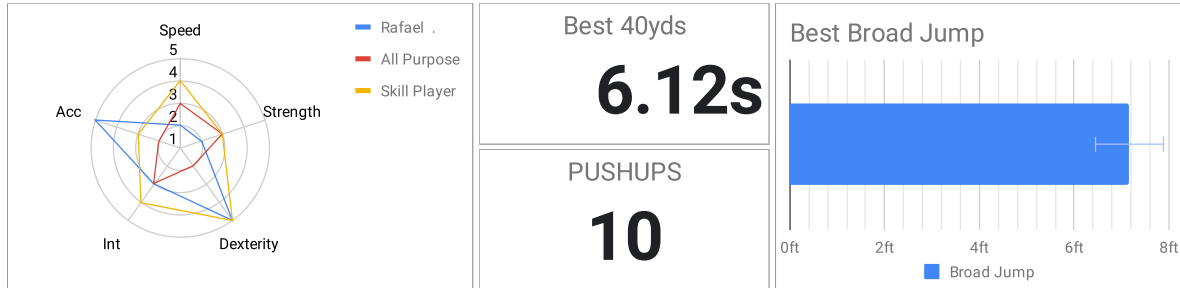 Speed
5
4
3
2
1
Acc
Strength
Int
Dexterity
Rafael .
All Purpose
Skill Player
Best 40yds
6.12s
PUSHUPS
10
Best Broad Jump
0ft 2ft 4ft 6ft 8ft
Broad Jump